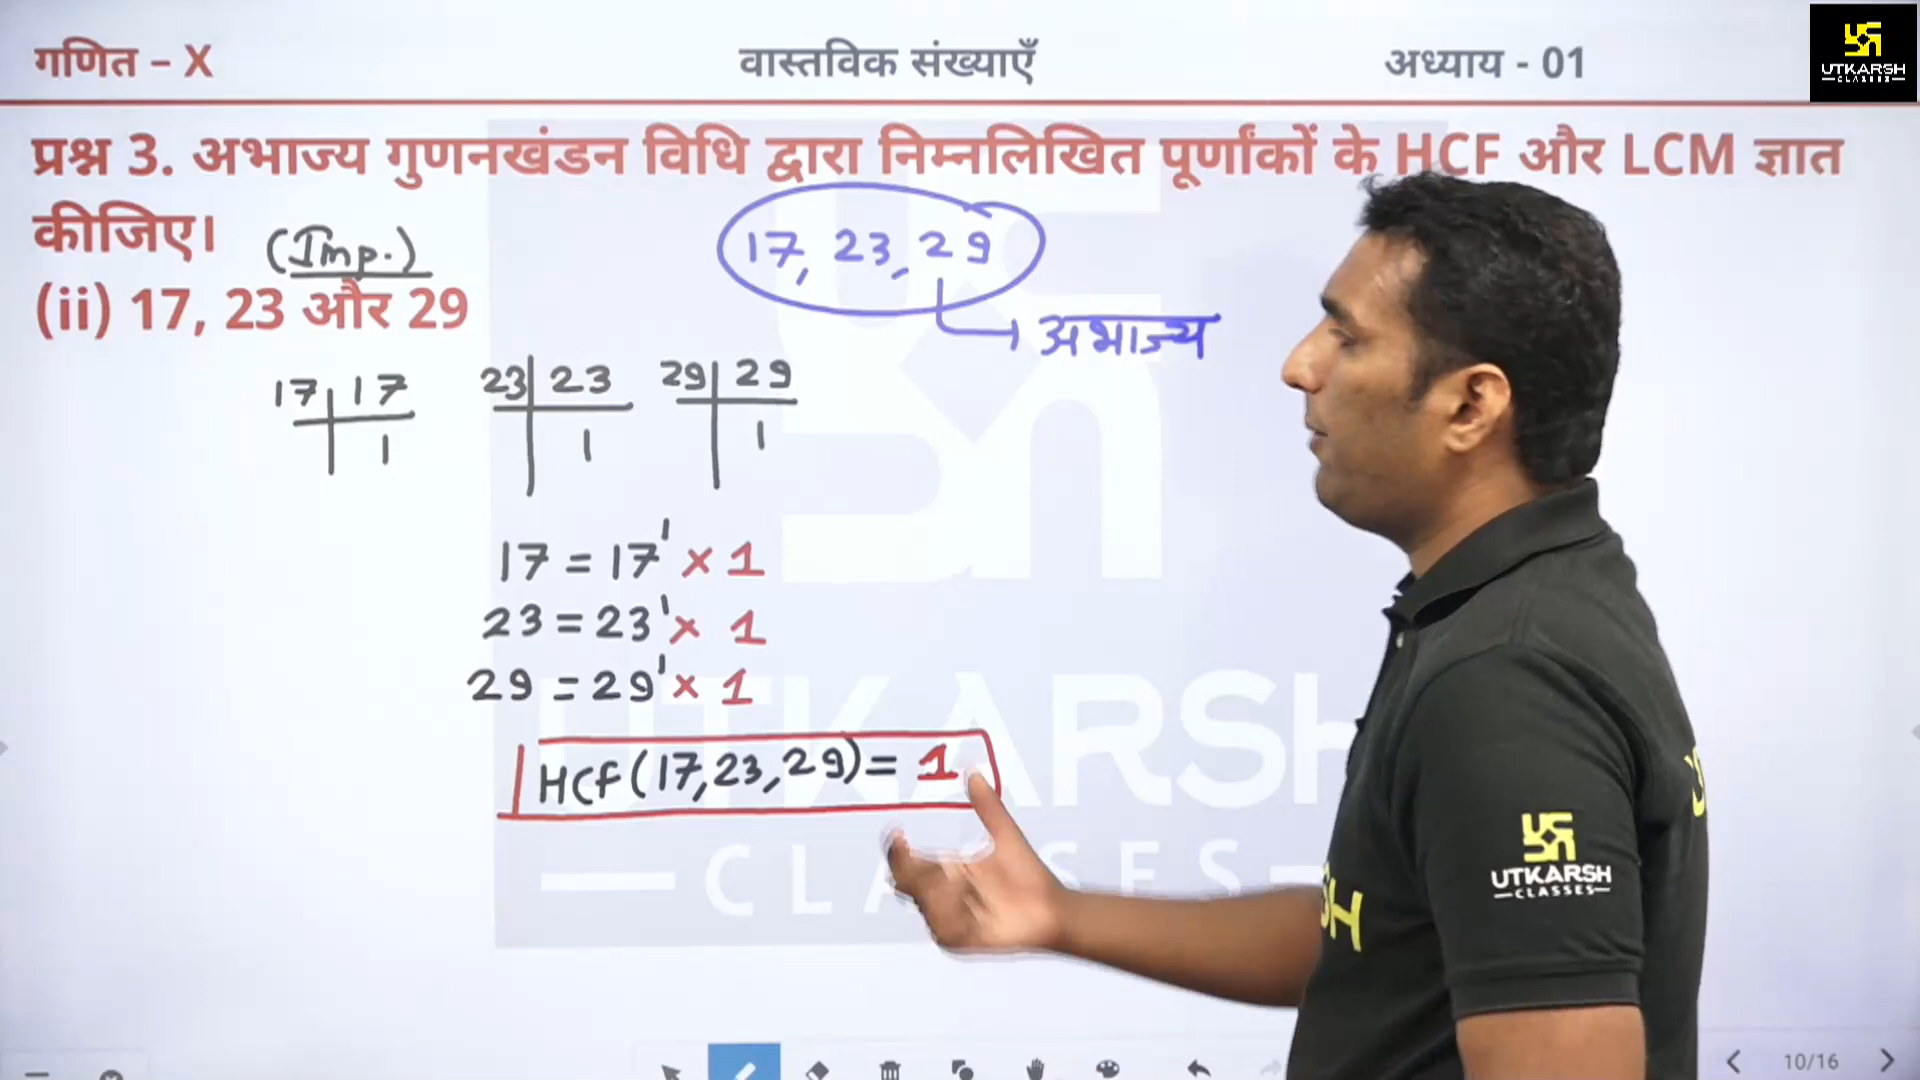 गणित – X
वास्तविक संख्याएँ
अध्याय - 01
UTKARSH
CLASSES
प्रश्न 3. अभाज्य गुणनखंडन विधि द्वारा निम्नलिखित पूर्णांकों के HCF और LCM ज्ञात
कीजिए।
(Imp.)
17, 23, 29
(ii) 17, 23 और 29
अभाज्य
17 | 17
1
23 | 23
1
29 | 29
1
17 = 17¹ × 1
23 = 23¹ × 1
29 = 29¹ × 1
HCF (17, 23, 29) = 1
UTKARSH
CLASSES
UTKARSH
CLASSES
10/16